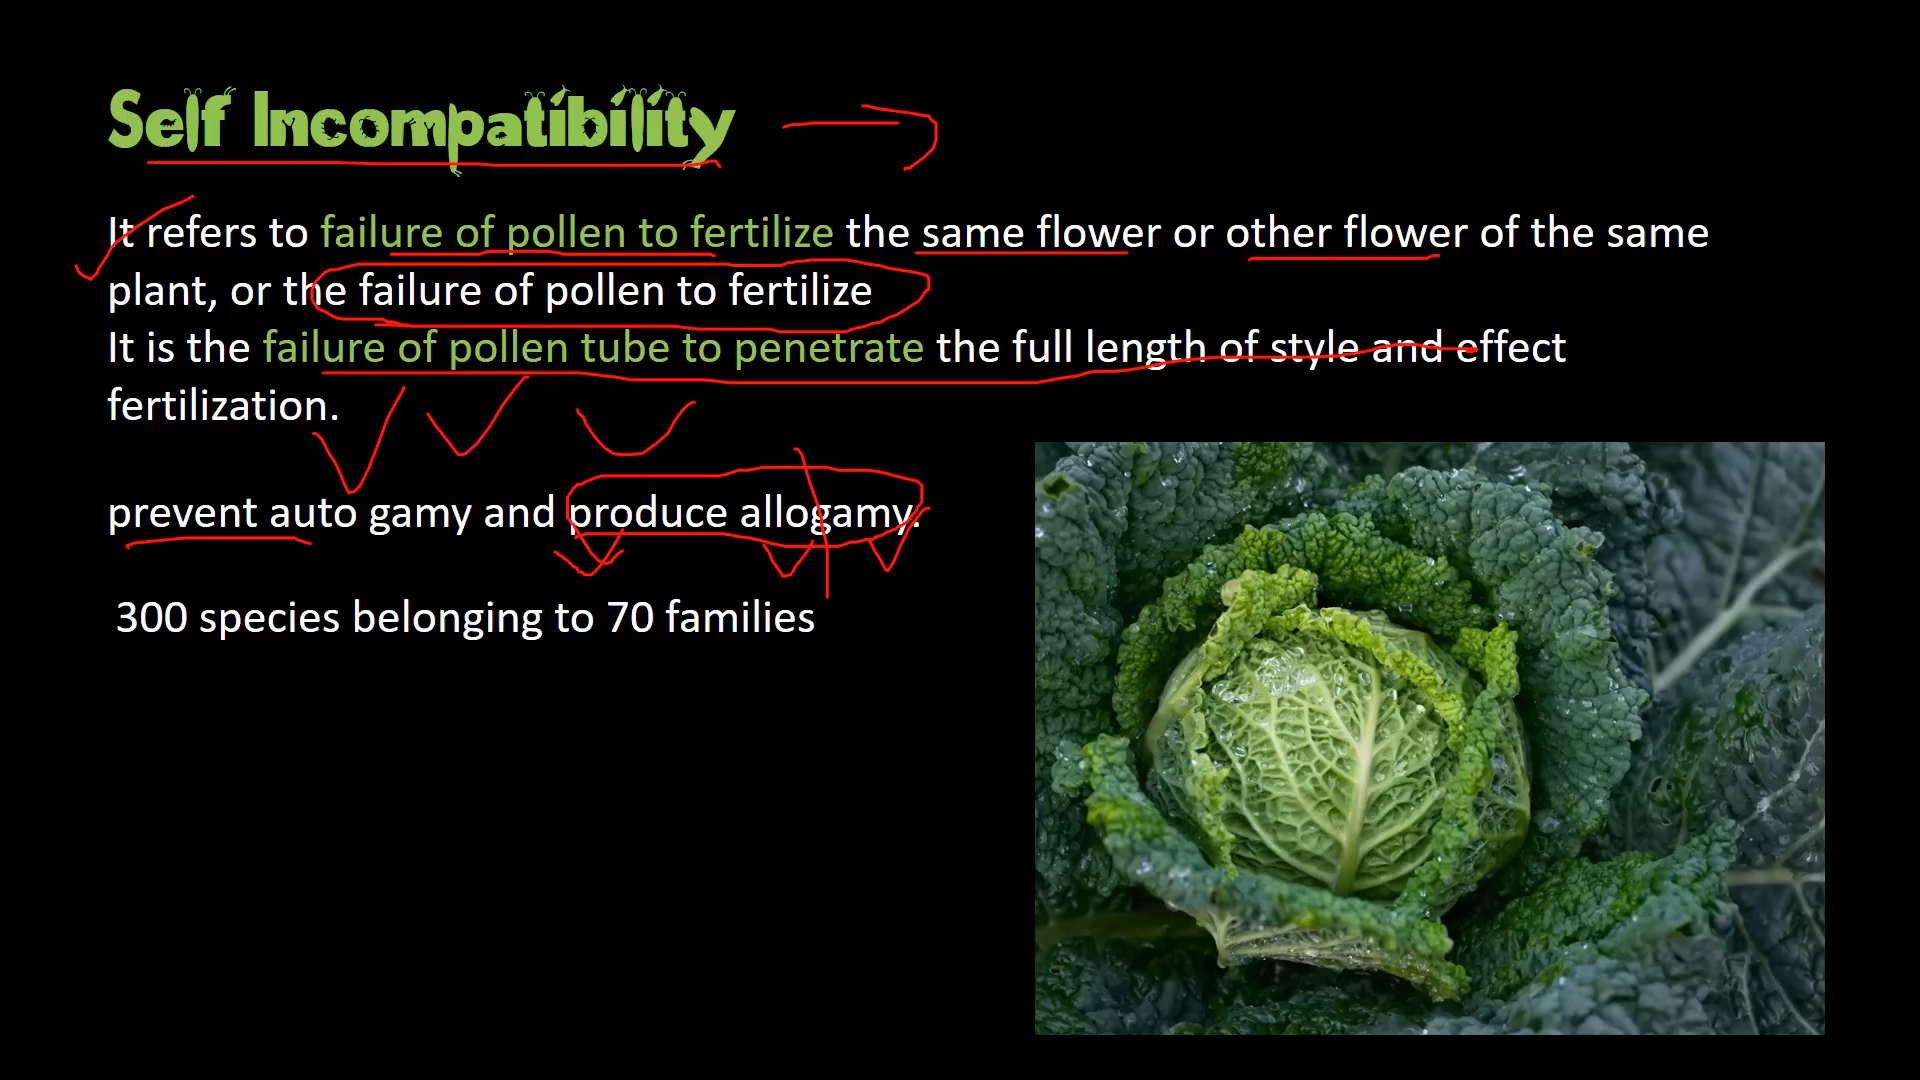 Self Incompatibility
It refers to failure of pollen to fertilize the same flower or other flower of the same
plant, or the failure of pollen to fertilize
It is the failure of pollen tube to penetrate the full length of style and effect
fertilization.
prevent auto gamy and produce allogamy.
300 species belonging to 70 families